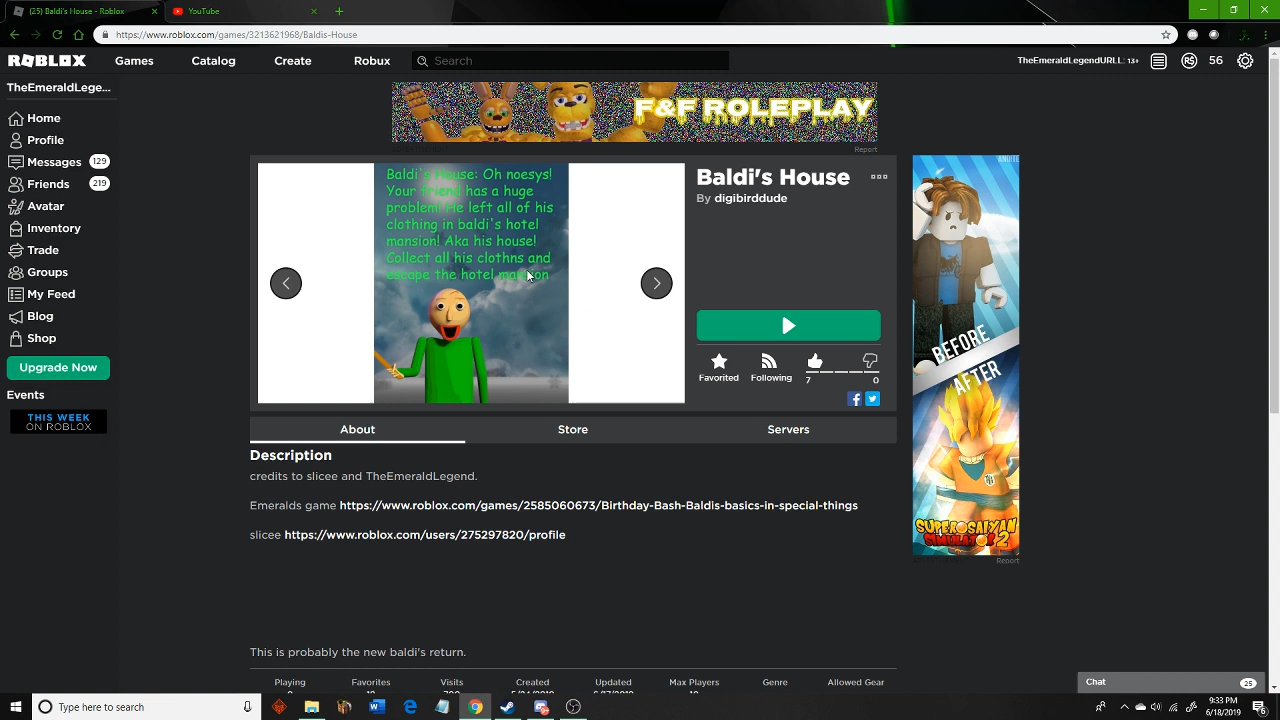 (25) Baldi's House - Roblox
YouTube
https://www.roblox.com/games/3213621968/Baldis-House
ROBLOX
Games
Catalog
Create
Robux
Search
TheEmeraldLegendURLL: 13+
56
TheEmeraldLege...
Home
Profile
Messages 129
Friends 219
Avatar
Inventory
Trade
Groups
My Feed
Blog
Shop
Upgrade Now
Events
THIS WEEK
ON ROBLOX
F&F ROLEPLAY
Report
Baldi's House: Oh noesys!
Your friend has a huge
problem! He left all of his
clothing in baldi's hotel
mansion! Aka his house!
Collect all his clothns and
escape the hotel mansion
Baldi's House
By digibirddude
Favorited
Following
7
0
BEFORE
AFTER
SUPER SAIYAN
SIMULATOR 2
Report
About
Store
Servers
Description
credits to slicee and TheEmeraldLegend.
Emeralds game https://www.roblox.com/games/2585060673/Birthday-Bash-Baldis-basics-in-special-things
slicee https://www.roblox.com/users/275297820/profile
This is probably the new baldi's return.
Playing
Favorites
Visits
Created
Updated
Max Players
Genre
Allowed Gear
Chat
25
Type here to search
9:33 PM
6/18/2019